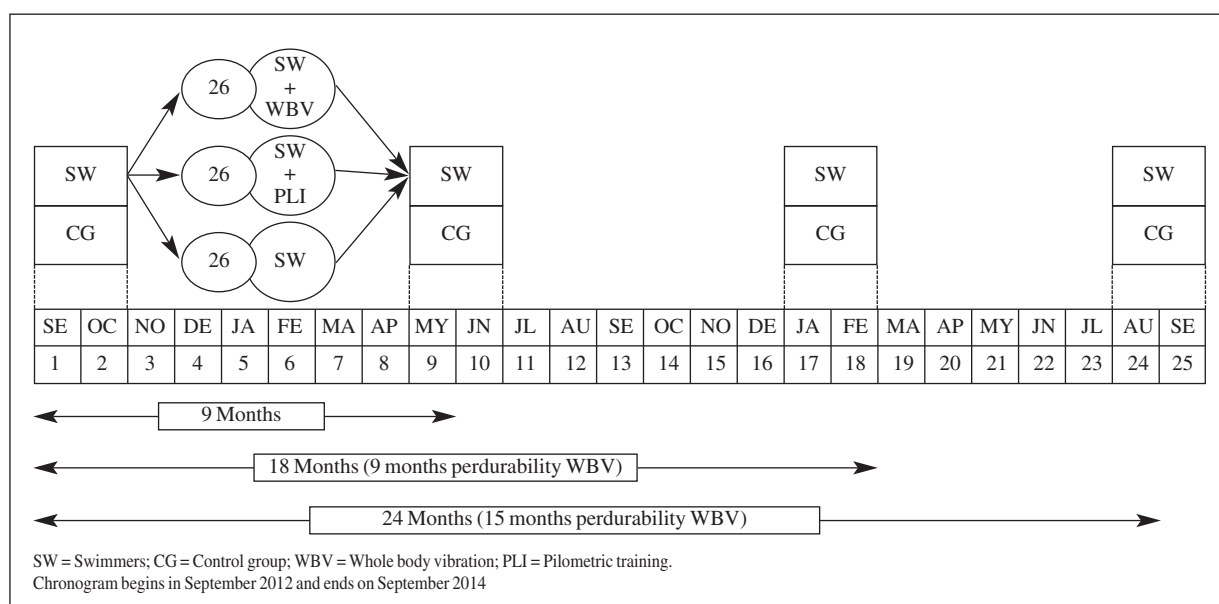 SW
+
WBV
26
SW
+
PLI
26
SW
26
SW
CG
SW
CG
SW
CG
SW
CG
SE OC NO DE JA FE MA AP MY JN JL AU SE OC NO DE JA FE MA AP MY JN JL AU SE
1 2 3 4 5 6 7 8 9 10 11 12 13 14 15 16 17 18 19 20 21 22 23 24 25
9 Months
18 Months (9 months perdurability WBV)
24 Months (15 months perdurability WBV)
SW = Swimmers; CG = Control group; WBV = Whole body vibration; PLI = Pilometric training.
Chronogram begins in September 2012 and ends on September 2014